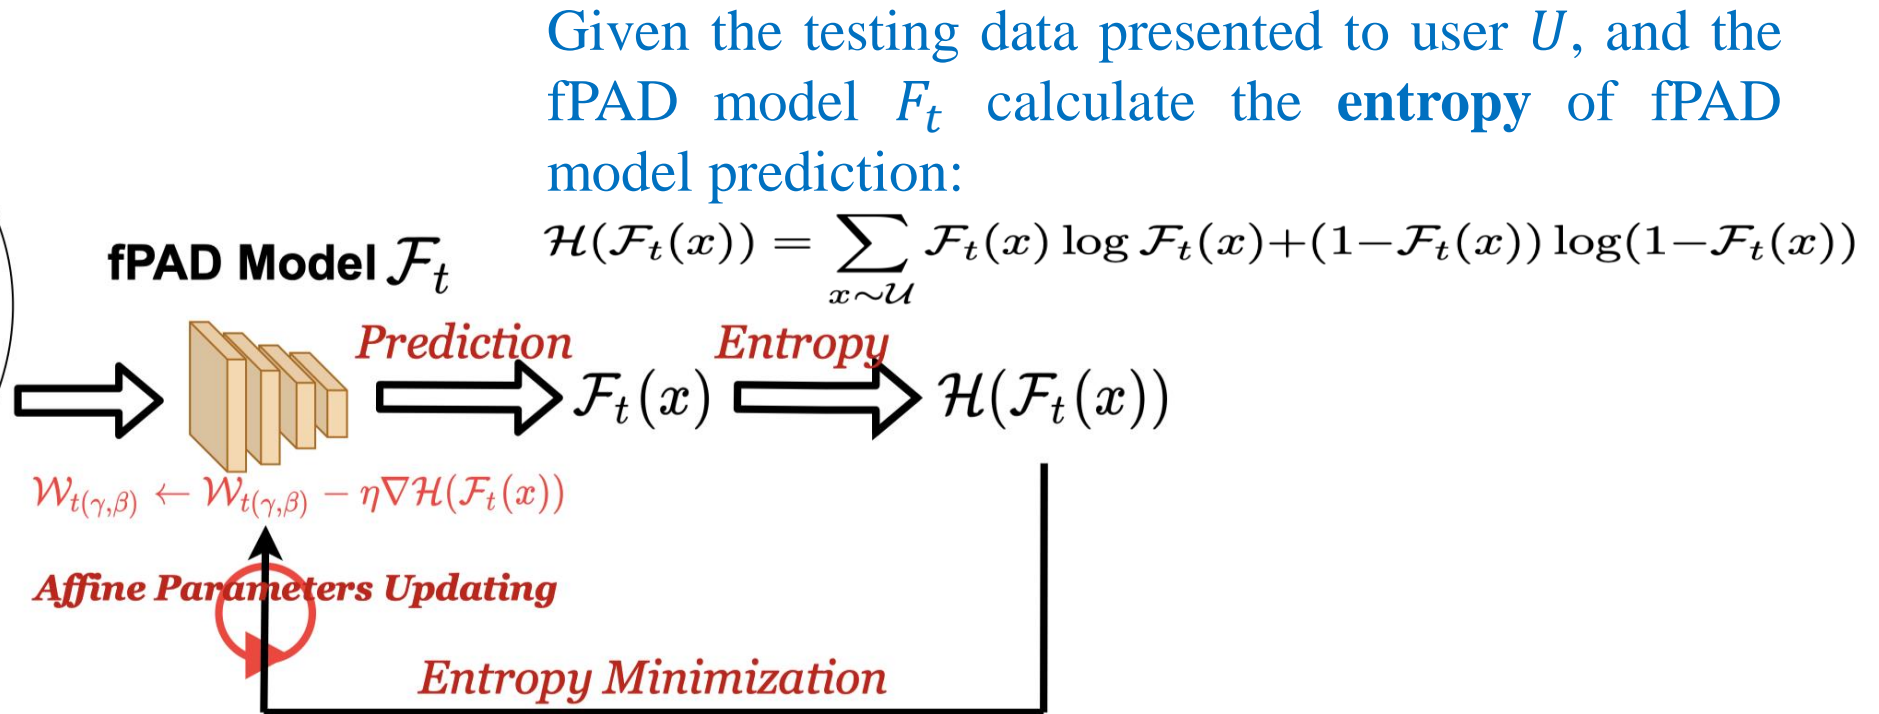 Given the testing data presented to user U, and the
fPAD model F_t calculate the entropy of fPAD
model prediction:
fPAD Model ℱ_t
ℋ(ℱ_t(x)) = ∑_{x∼𝒰} ℱ_t(x) log ℱ_t(x)+(1−ℱ_t(x)) log(1−ℱ_t(x))
Prediction
Entropy
ℱ_t(x)
ℋ(ℱ_t(x))
𝒲_{t(γ,β)} ← 𝒲_{t(γ,β)} − η∇ℋ(ℱ_t(x))
Affine Parameters Updating
Entropy Minimization